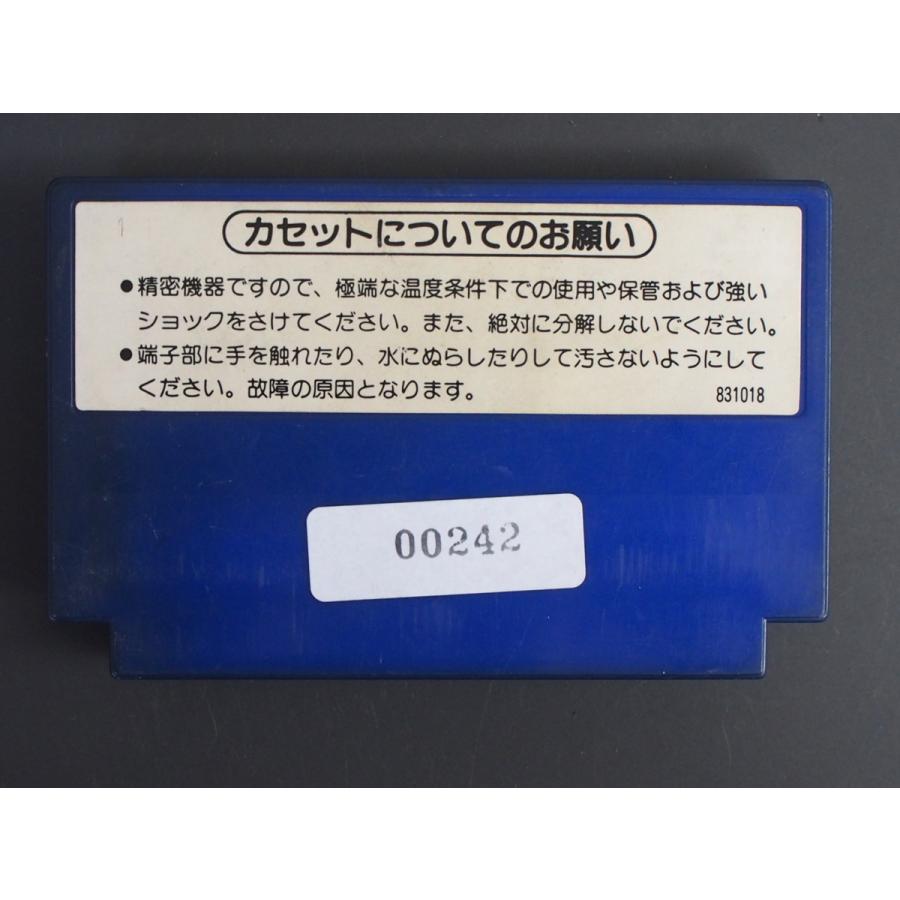 カセットについてのお願い
●精密機器ですので、極端な温度条件下での使用や保管および強い
ショックをさけてください。また、絶対に分解しないでください。
●端子部に手を触れたり、水にぬらしたりして汚さないようにして
ください。故障の原因となります。
831018
00242